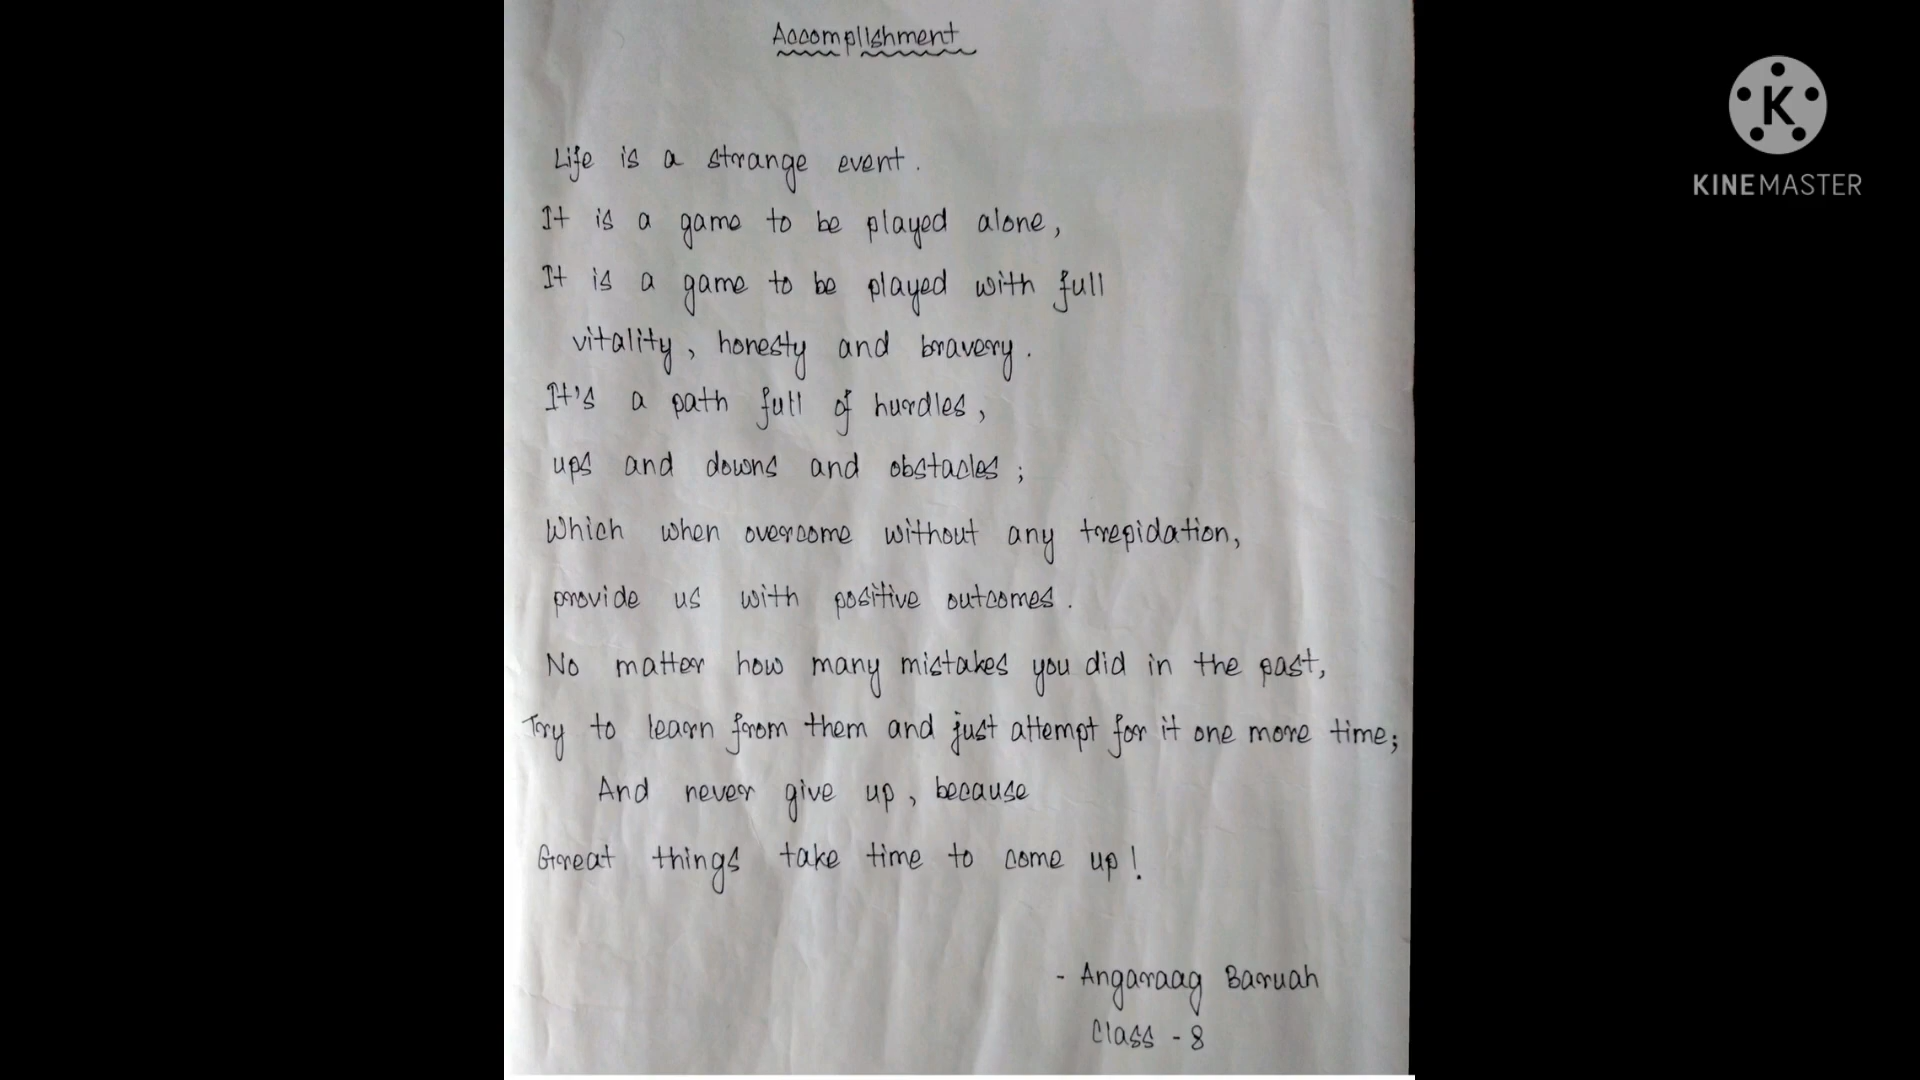 Accomplishment
Life is a strange event.
It is a game to be played alone,
It is a game to be played with full
vitality, honesty and bravery.
It's a path full of hurdles,
ups and downs and obstacles;
Which when overcome without any trepidation,
provide us with positive outcomes.
No matter how many mistakes you did in the past,
Try to learn from them and just attempt for it one more time;
And never give up, because
Great things take time to come up!
- Angaraag Baruah
Class - 8
K
KINEMASTER